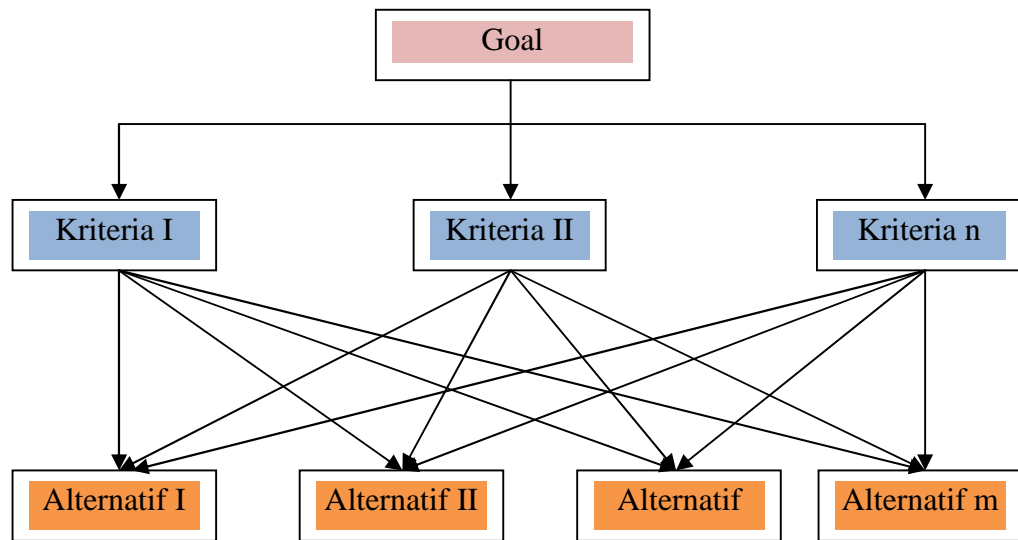 Goal
Kriteria I
Kriteria II
Kriteria n
Alternatif I
Alternatif II
Alternatif
Alternatif m